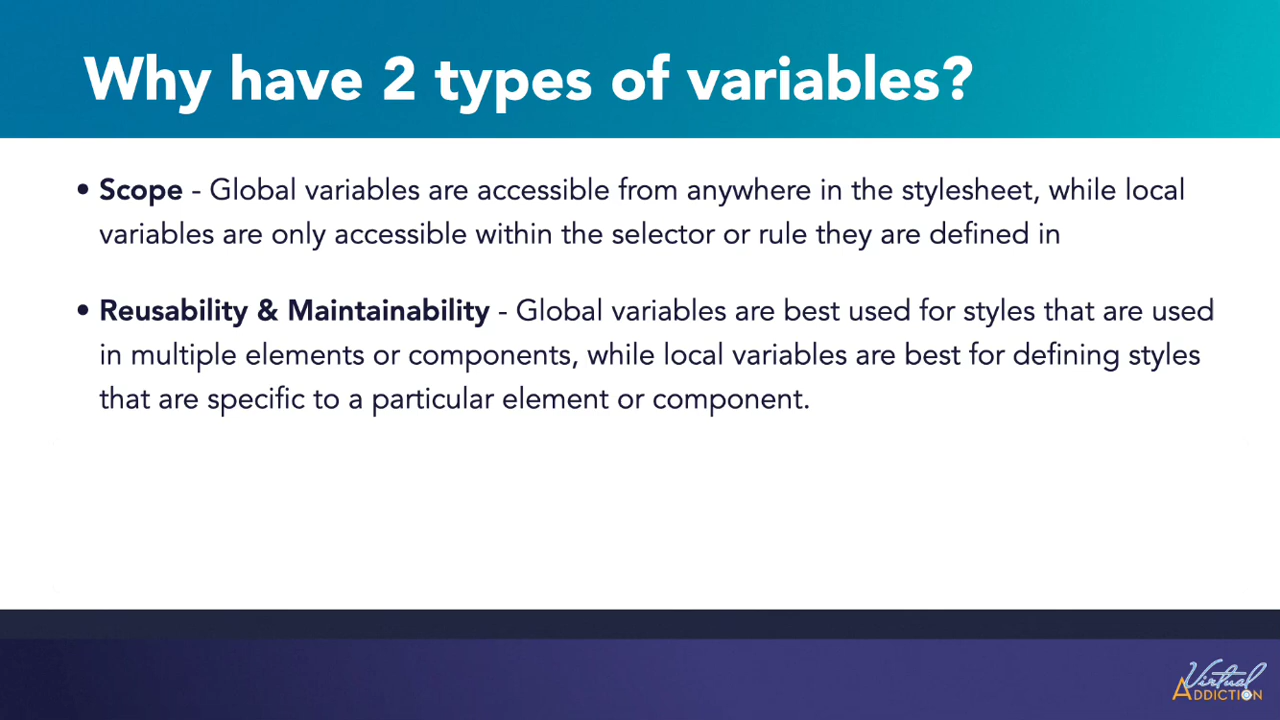 Why have 2 types of variables?
• Scope - Global variables are accessible from anywhere in the stylesheet, while local
variables are only accessible within the selector or rule they are defined in
• Reusability & Maintainability - Global variables are best used for styles that are used
in multiple elements or components, while local variables are best for defining styles
that are specific to a particular element or component.
Virtual
ADDICTION